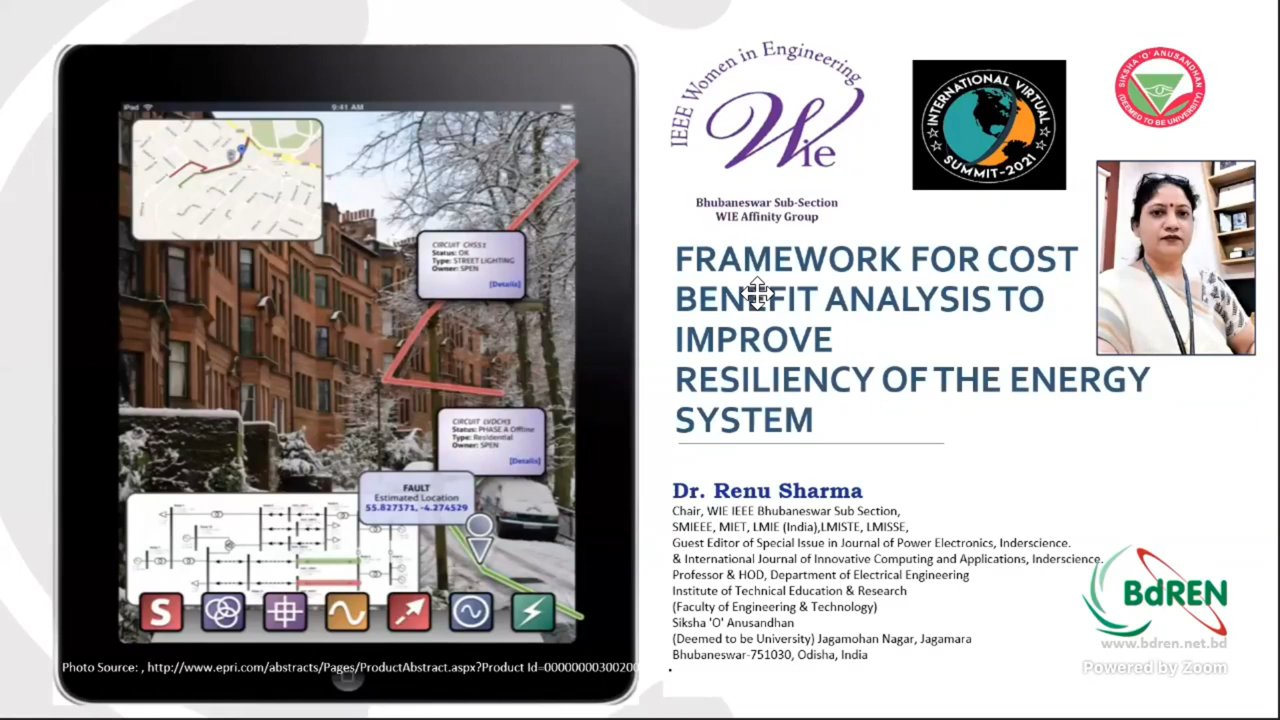 iPad
9:41 AM
CIRCUIT CHS53
Status: OK
Type: STREET LIGHTING
Owner: SPEN
[Details]
CIRCUIT LVDCH3
Status: PHASE A Offline
Type: Residential
Owner: SPEN
[Details]
FAULT
Estimated Location
55.827371, -4.274529
S
Photo Source: , http://www.epri.com/abstracts/Pages/ProductAbstract.aspx?Product Id=00000000300200
IEEE Women in Engineering
Wie
Bhubaneswar Sub-Section
WIE Affinity Group
INTERNATIONAL VIRTUAL
SUMMIT-2021
SIKSHA 'O' ANUSANDHAN
(DEEMED TO BE UNIVERSITY)
FRAMEWORK FOR COST
BENEFIT ANALYSIS TO
IMPROVE
RESILIENCY OF THE ENERGY
SYSTEM
Dr. Renu Sharma
Chair, WIE IEEE Bhubaneswar Sub Section,
SMIEEE, MIET, LMIE (India),LMISTE, LMISSE,
Guest Editor of Special Issue in Journal of Power Electronics, Inderscience.
& International Journal of Innovative Computing and Applications, Inderscience.
Professor & HOD, Department of Electrical Engineering
Institute of Technical Education & Research
(Faculty of Engineering & Technology)
Siksha 'O' Anusandhan
(Deemed to be University) Jagamohan Nagar, Jagamara
Bhubaneswar-751030, Odisha, India
BdREN
www.bdren.net.bd
Powered by Zoom